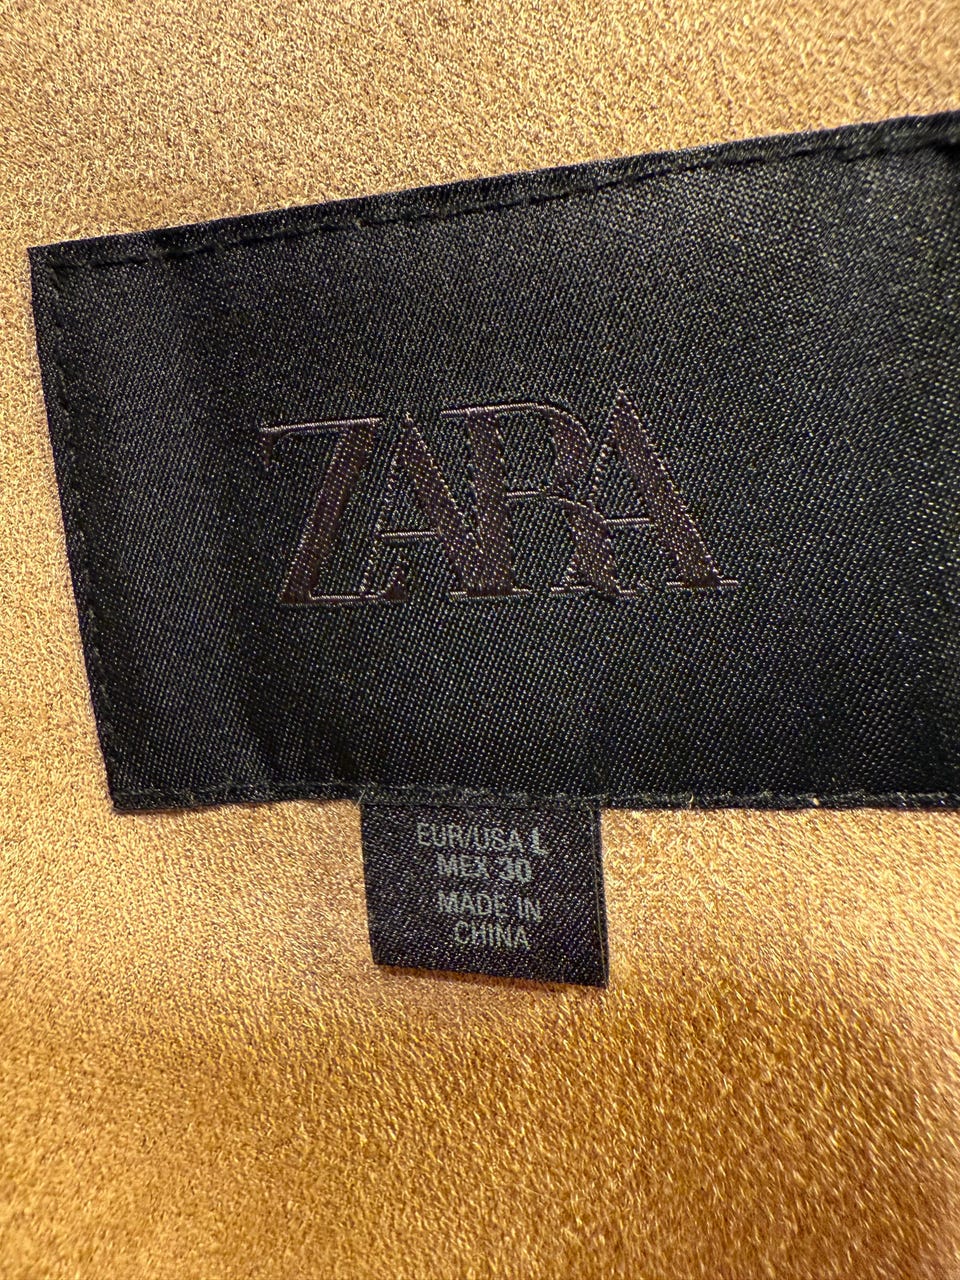 ZARA
EUR/USA L
MEX 30
MADE IN
CHINA